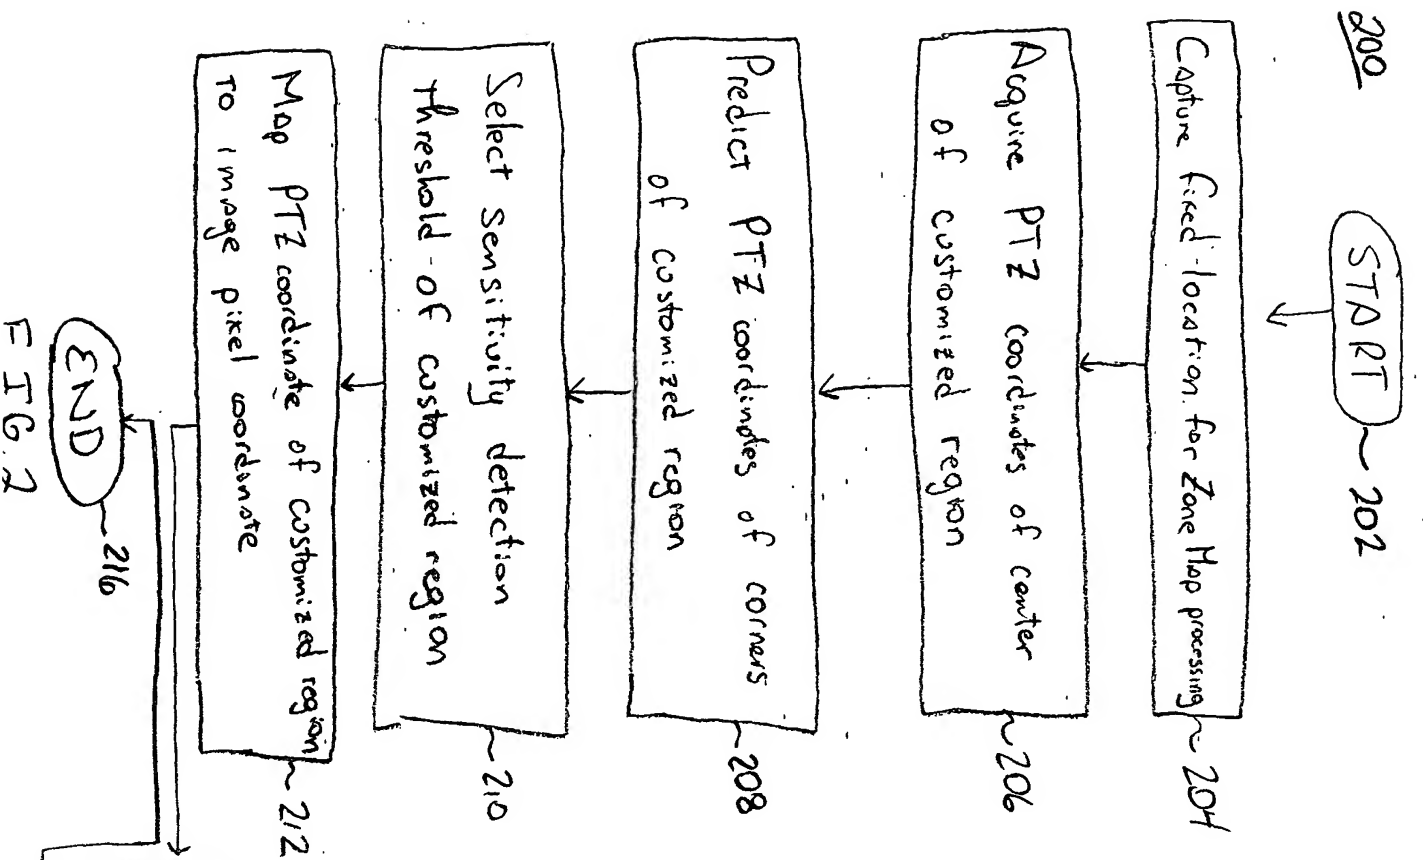 200
START
202
Capture fixed-location for Zone Map processing
204
Acquire PTZ coordinates of center
of customized region
206
Predict PTZ coordinates of corners
of customized region
208
Select sensitivity detection
threshold of customized region
210
Map PTZ coordinate of customized region
to image pixel coordinate
212
END
216
FIG. 2